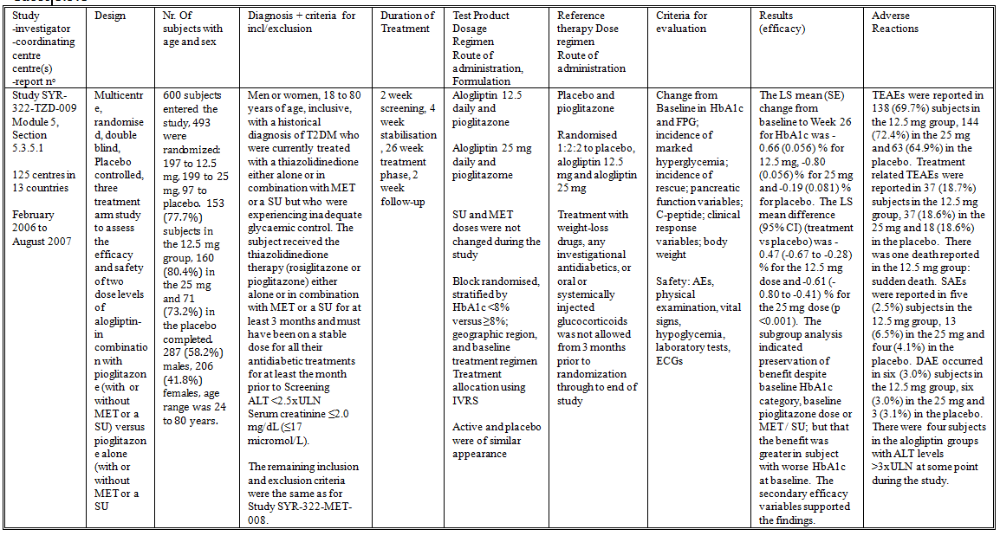 Study
-investigator
-coordinating
centre
centre(s)
-report nº
Design
Nr. Of
subjects with
age and sex
Diagnosis + criteria for
incl/exclusion
Duration of
Treatment
Test Product
Dosage
Regimen
Route of
administration,
Formulation
Reference
therapy Dose
regimen
Route of
administration
Criteria for
evaluation
Results
(efficacy)
Adverse
Reactions
Study SYR-
322-TZD-009
Module 5,
Section
5.3.5.1
125 centres in
13 countries
February
2006 to
August 2007
Multicentr
e,
randomise
d, double
blind,
Placebo
controlled,
three
treatment
arm study
to assess
the
efficacy
and safety
of two
dose levels
of
alogliptin-
in
combinatio
n with
pioglitazon
e (with or
without
MET or a
SU) versus
pioglitazon
e alone
(with or
without
MET or a
SU
600 subjects
entered the
study, 493
were
randomized:
197 to 12.5
mg, 199 to 25
mg, 97 to
placebo. 153
(77.7%)
subjects in
the 12.5 mg
group, 160
(80.4%) in
the 25 mg
and 71
(73.2%) in
the placebo
completed.
287 (58.2%)
males, 206
(41.8%)
females, age
range was 24
to 80 years.
Men or women, 18 to 80
years of age, inclusive,
with a historical
diagnosis of T2DM who
were currently treated
with a thiazolidinedione
either alone or in
combination with MET
or a SU but who were
experiencing inadequate
glycaemic control. The
subject received the
thiazolidinedione
therapy (rosiglitazone or
pioglitazone) either
alone or in combination
with MET or a SU for at
least 3 months and must
have been on a stable
dose for all their
antidiabetic treatments
for at least the month
prior to Screening
ALT <2.5xULN
Serum creatinine ≤2.0
mg/dL (≤17
micromol/L).
The remaining inclusion
and exclusion criteria
were the same as for
Study SYR-322-MET-
008.
2 week
screening, 4
week
stabilisation
, 26 week
treatment
phase, 2
week
follow-up
Alogliptin 12.5
daily and
pioglitazone
Alogliptin 25 mg
daily and
pioglitazome
SU and MET
doses were not
changed during the
study
Block randomised,
stratified by
HbA1c <8%
versus ≥8%;
geographic region,
and baseline
treatment regimen
Treatment
allocation using
IVRS
Active and placebo
were of similar
appearance
Placebo and
pioglitazone
Randomised
1:2:2 to placebo,
alogliptin 12.5
mg and alogliptin
25 mg
Treatment with
weight-loss
drugs, any
investigational
antidiabetics, or
oral or
systemically
injected
glucocorticoids
was not allowed
from 3 months
prior to
randomization
through to end of
study
Change from
Baseline in HbA1c
and FPG;
incidence of
marked
hyperglycemia;
incidence of
rescue; pancreatic
function variables;
C-peptide; clinical
response
variables; body
weight
Safety: AEs,
physical
examination, vital
signs,
hypoglycemia,
laboratory tests,
ECGs
The LS mean (SE)
change from
baseline to Week 26
for HbA1c was -
0.66 (0.056) % for
12.5 mg, -0.80
(0.056) % for 25 mg
and -0.19 (0.081) %
for placebo. The LS
mean difference
(95% CI) (treatment
vs placebo) was -
0.47 (-0.67 to -0.28)
% for the 12.5 mg
dose and -0.61 (-
0.80 to -0.41) % for
the 25 mg dose (p
<0.001). The
subgroup analysis
indicated
preservation of
benefit despite
baseline HbA1c
category, baseline
pioglitazone dose or
MET/ SU; but that
the benefit was
greater in subject
with worse HbA1c
at baseline. The
secondary efficacy
variables supported
the findings.
TEAEs were reported in
138 (69.7%) subjects in
the 12.5 mg group, 144
(72.4%) in the 25 mg
and 63 (64.9%) in the
placebo. Treatment
related TEAEs were
reported in 37 (18.7%)
subjects in the 12.5 mg
group, 37 (18.6%) in the
25 mg and 18 (18.6%)
in the placebo. There
was one death reported
in the 12.5 mg group:
sudden death. SAEs
were reported in five
(2.5%) subjects in the
12.5 mg group, 13
(6.5%) in the 25 mg and
four (4.1%) in the
placebo. DAE occurred
in six (3.0%) subjects in
the 12.5 mg group, six
(3.0%) in the 25 mg and
3 (3.1%) in the placebo.
There were four subjects
in the alogliptin groups
with ALT levels
>3xULN at some point
during the study.